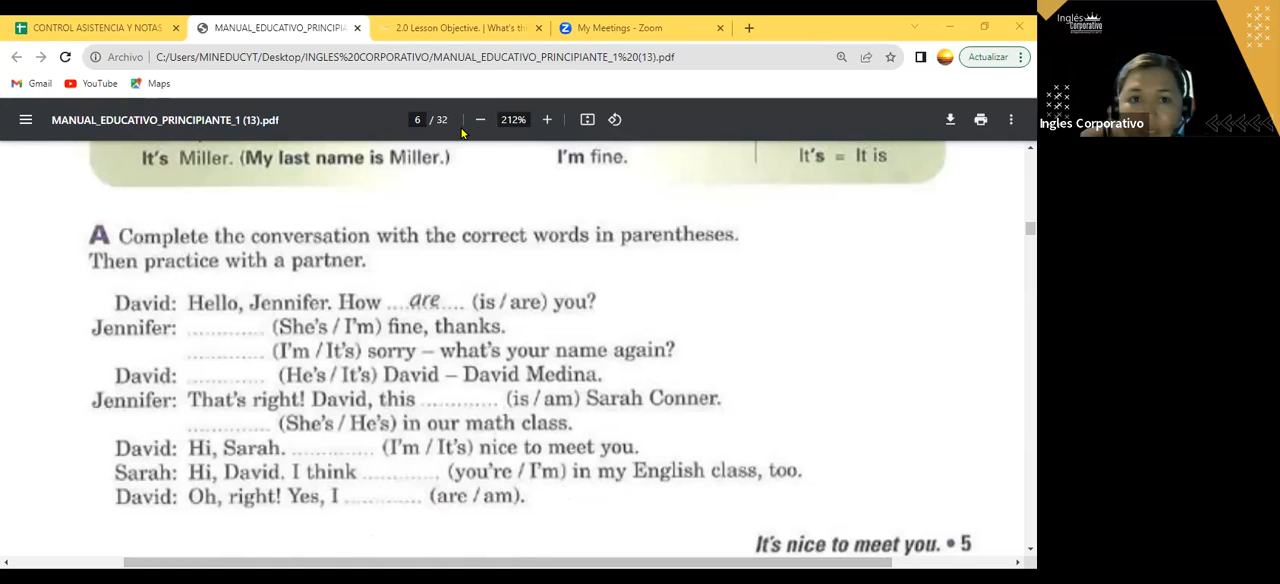 CONTROL ASISTENCIA Y NOTAS
MANUAL_EDUCATIVO_PRINCIPIA
2.0 Lesson Objective. | What's th
My Meetings - Zoom
Archivo
C:/Users/MINEDUCYT/Desktop/INGLES%20CORPORATIVO/MANUAL_EDUCATIVO_PRINCIPIANTE_1%20(13).pdf
Actualizar
Gmail
YouTube
Maps
MANUAL_EDUCATIVO_PRINCIPIANTE_1 (13).pdf
6 / 32
212%
It's Miller. (My last name is Miller.)
I'm fine.
It's = It is
A Complete the conversation with the correct words in parentheses.
Then practice with a partner.
David: Hello, Jennifer. How ....are.... (is / are) you?
Jennifer: ............ (She's / I'm) fine, thanks.
............ (I'm / It's) sorry – what's your name again?
David: ............ (He's / It's) David – David Medina.
Jennifer: That's right! David, this ............ (is / am) Sarah Conner.
............ (She's / He's) in our math class.
David: Hi, Sarah. ............ (I'm / It's) nice to meet you.
Sarah: Hi, David. I think ............ (you're / I'm) in my English class, too.
David: Oh, right! Yes, I ............ (are / am).
It's nice to meet you. • 5
Inglés
Corporativo
Ingles Corporativo